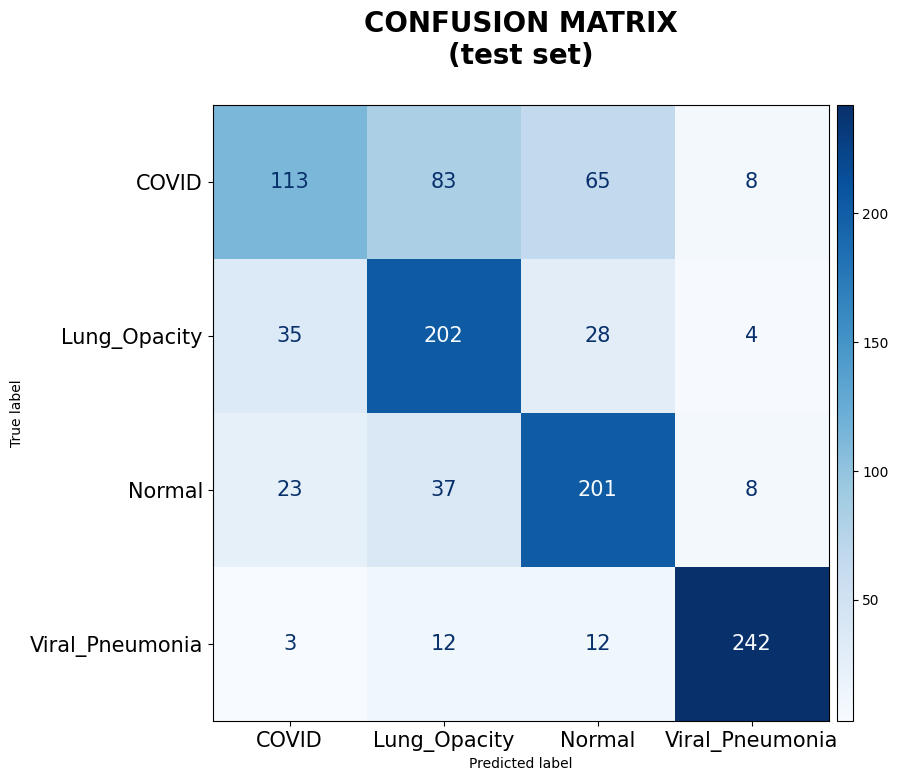 CONFUSION MATRIX
(test set)
COVID 113 83 65 8
200
Lung_Opacity 35 202 28 4
150
True label
100
Normal 23 37 201 8
50
Viral_Pneumonia 3 12 12 242
COVID Lung_Opacity Normal Viral_Pneumonia
Predicted label